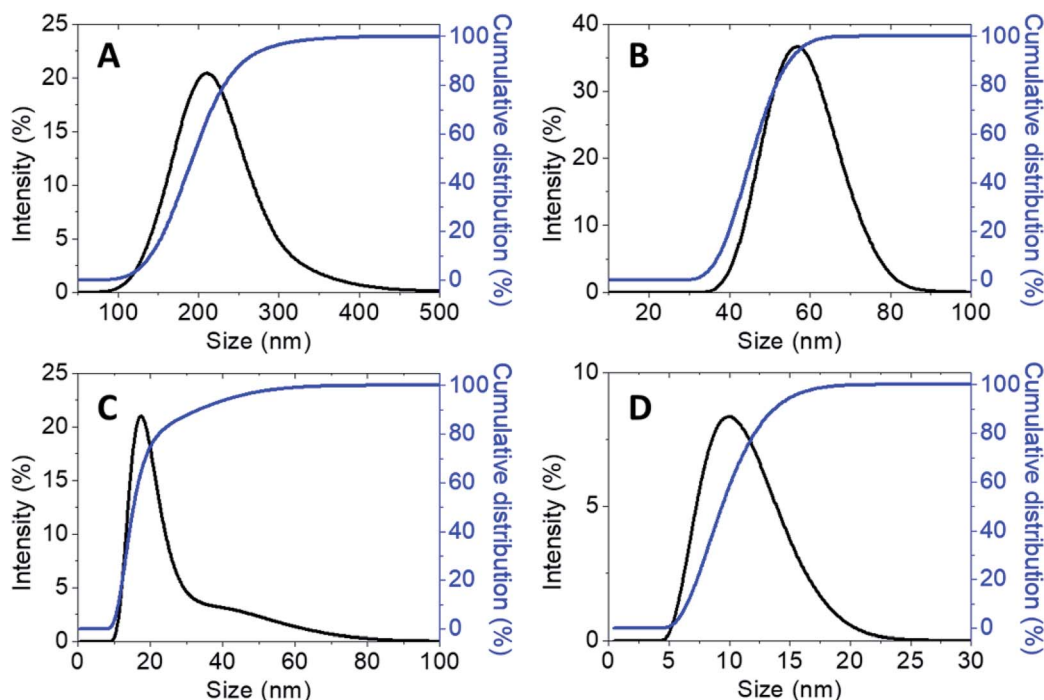 A
Intensity (%)
25
20
15
10
5
0
100 200 300 400 500
Size (nm)
100
80
60
40
20
0
Cumulative distribution (%)
B
Intensity (%)
40
30
20
10
0
20 40 60 80 100
Size (nm)
100
80
60
40
20
0
Cumulative distribution (%)
C
Intensity (%)
25
20
15
10
5
0
0 20 40 60 80 100
Size (nm)
100
80
60
40
20
0
Cumulative distribution (%)
D
Intensity (%)
10
5
0
0 5 10 15 20 25 30
Size (nm)
100
80
60
40
20
0
Cumulative distribution (%)